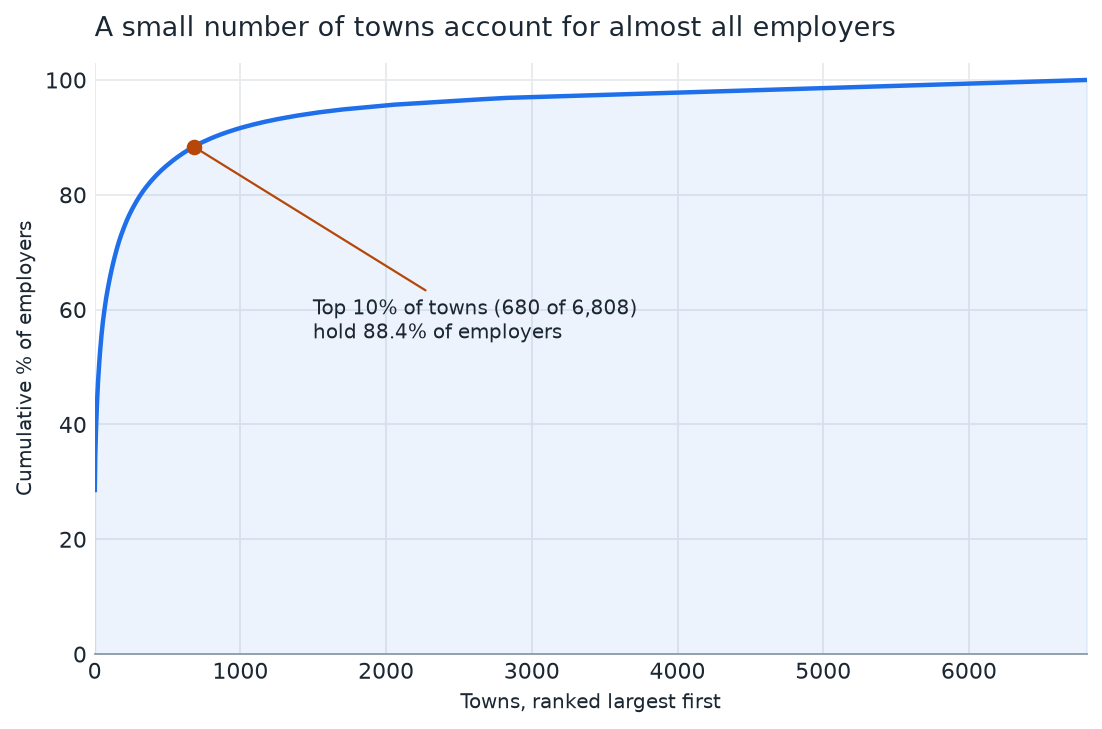 A small number of towns account for almost all employers
100
80
60
40
20
0
Cumulative % of employers
Top 10% of towns (680 of 6,808)
hold 88.4% of employers
0 1000 2000 3000 4000 5000 6000
Towns, ranked largest first